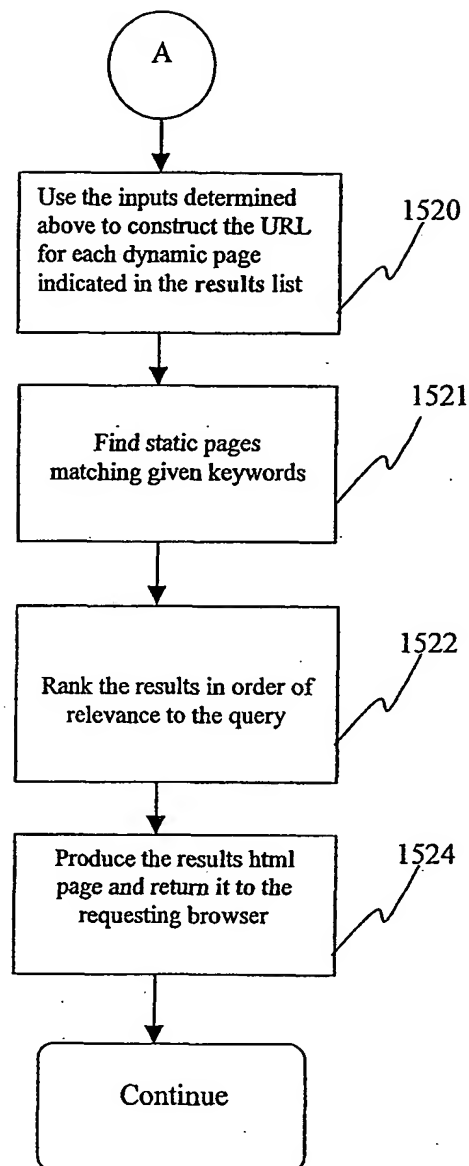 A
Use the inputs determined
above to construct the URL
for each dynamic page
indicated in the results list
1520
Find static pages
matching given keywords
1521
Rank the results in order of
relevance to the query
1522
Produce the results html
page and return it to the
requesting browser
1524
Continue